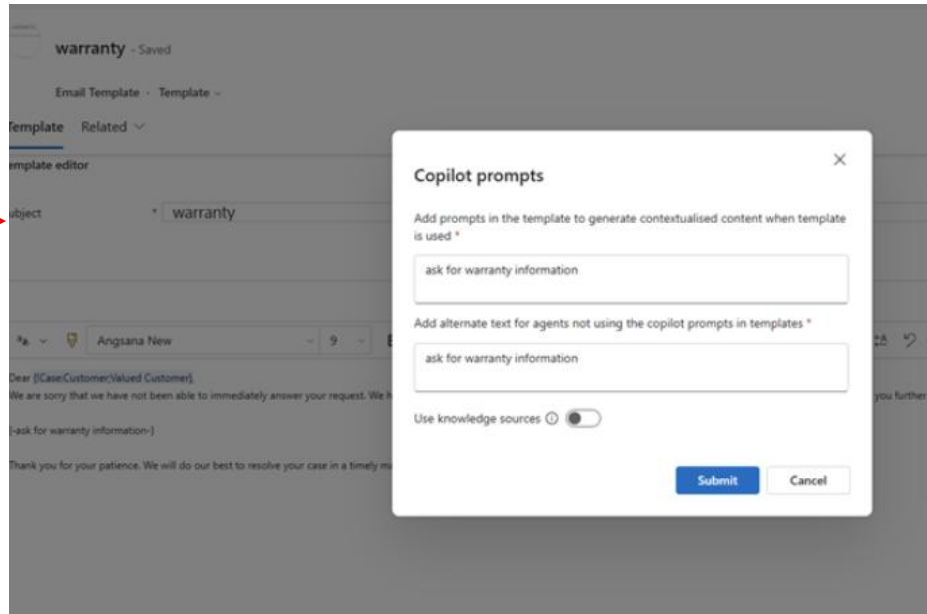 warranty - Saved
Email Template · Template
Template Related
emplate editor
ubject * warranty
Angsana New 9
Dear {!Case:Customer;Valued Customer},
We are sorry that we have not been able to immediately answer your request. We h
you further
{-ask for warranty information-}
Thank you for your patience. We will do our best to resolve your case in a timely m
Copilot prompts
Add prompts in the template to generate contextualised content when template
is used *
ask for warranty information
Add alternate text for agents not using the copilot prompts in templates *
ask for warranty information
Use knowledge sources
Submit Cancel